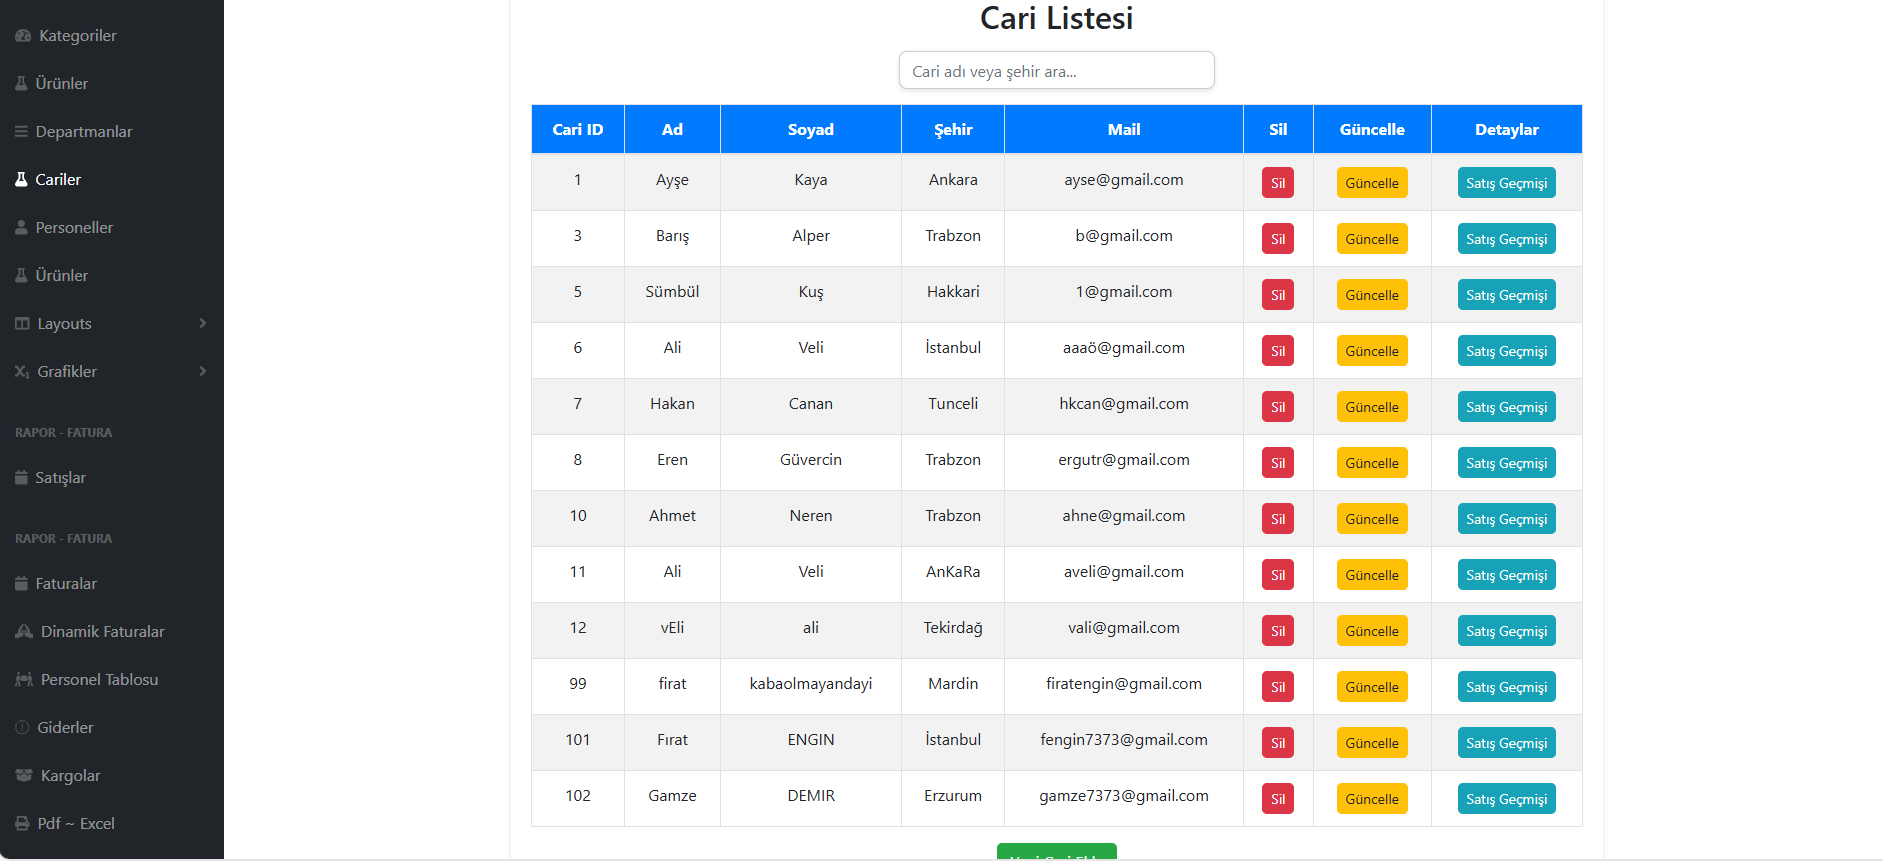 Kategoriler
Ürünler
Departmanlar
Cariler
Personeller
Ürünler
Layouts
Grafikler
RAPOR - FATURA
Satışlar
RAPOR - FATURA
Faturalar
Dinamik Faturalar
Personel Tablosu
Giderler
Kargolar
Pdf ~ Excel
Cari Listesi
Cari adı veya şehir ara...
Cari ID Ad Soyad Şehir Mail Sil Güncelle Detaylar
1 Ayşe Kaya Ankara ayse@gmail.com Sil Güncelle Satış Geçmişi
3 Barış Alper Trabzon b@gmail.com Sil Güncelle Satış Geçmişi
5 Sümbül Kuş Hakkari 1@gmail.com Sil Güncelle Satış Geçmişi
6 Ali Veli İstanbul aaaö@gmail.com Sil Güncelle Satış Geçmişi
7 Hakan Canan Tunceli hkcan@gmail.com Sil Güncelle Satış Geçmişi
8 Eren Güvercin Trabzon ergutr@gmail.com Sil Güncelle Satış Geçmişi
10 Ahmet Neren Trabzon ahne@gmail.com Sil Güncelle Satış Geçmişi
11 Ali Veli AnKaRa aveli@gmail.com Sil Güncelle Satış Geçmişi
12 vEli ali Tekirdağ vali@gmail.com Sil Güncelle Satış Geçmişi
99 firat kabaolmayandayi Mardin firatengin@gmail.com Sil Güncelle Satış Geçmişi
101 Fırat ENGIN İstanbul fengin7373@gmail.com Sil Güncelle Satış Geçmişi
102 Gamze DEMIR Erzurum gamze7373@gmail.com Sil Güncelle Satış Geçmişi